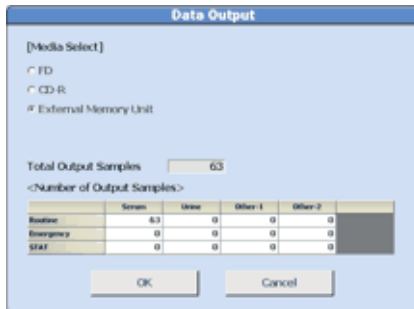 Data Output
[Media Select]
FD
CD-R
External Memory Unit
Total Output Samples 63
<Number of Output Samples>
Serum Urine Other-1 Other-2
Routine 63 0 0 0
Emergency 0 0 0 0
STAT 0 0 0 0
OK Cancel